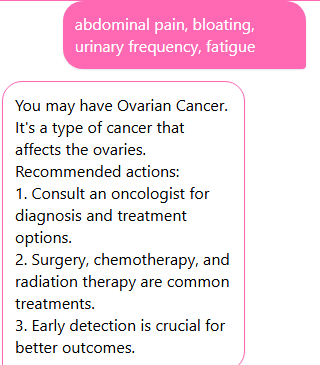 abdominal pain, bloating,
urinary frequency, fatigue
You may have Ovarian Cancer.
It's a type of cancer that
affects the ovaries.
Recommended actions:
1. Consult an oncologist for
diagnosis and treatment
options.
2. Surgery, chemotherapy, and
radiation therapy are common
treatments.
3. Early detection is crucial for
better outcomes.